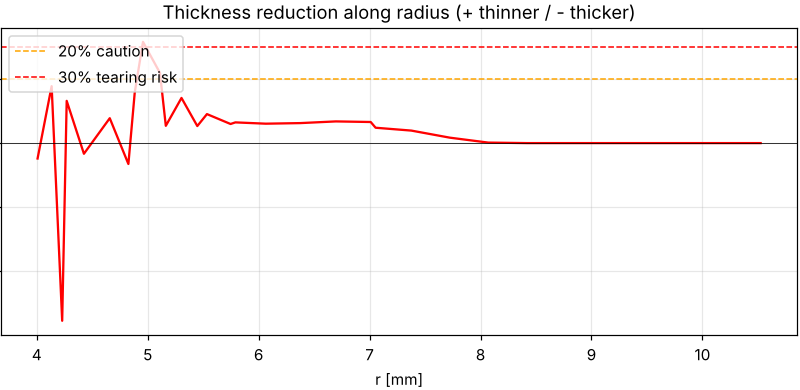 Thickness reduction along radius (+ thinner / - thicker)
20% caution
30% tearing risk
4 5 6 7 8 9 10
r [mm]